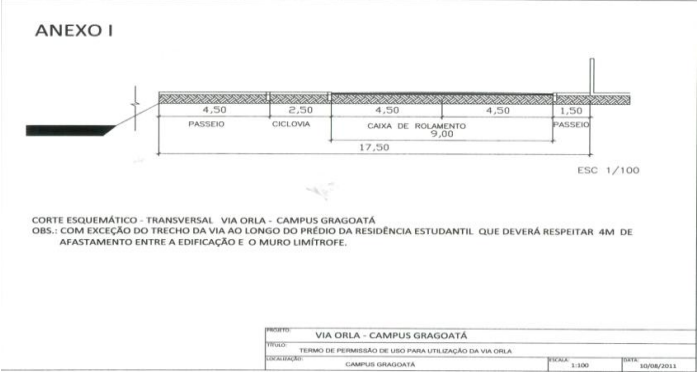 ANEXO I
4,50 2,50 4,50 4,50 1,50
PASSEIO CICLOVIA CAIXA DE ROLAMENTO PASSEIO
9,00
17,50
ESC 1/100
CORTE ESQUEMÁTICO - TRANSVERSAL VIA ORLA - CAMPUS GRAGOATÁ
OBS.: COM EXCEÇÃO DO TRECHO DA VIA AO LONGO DO PRÉDIO DA RESIDÊNCIA ESTUDANTIL QUE DEVERÁ RESPEITAR 4M DE
AFASTAMENTO ENTRE A EDIFICAÇÃO E O MURO LIMÍTROFE.
PROJETO:
VIA ORLA - CAMPUS GRAGOATÁ
TÍTULO:
TERMO DE PERMISSÃO DE USO PARA UTILIZAÇÃO DA VIA ORLA
LOCALIZAÇÃO: ESCALA: DATA:
CAMPUS GRAGOATÁ 1:100 10/08/2011